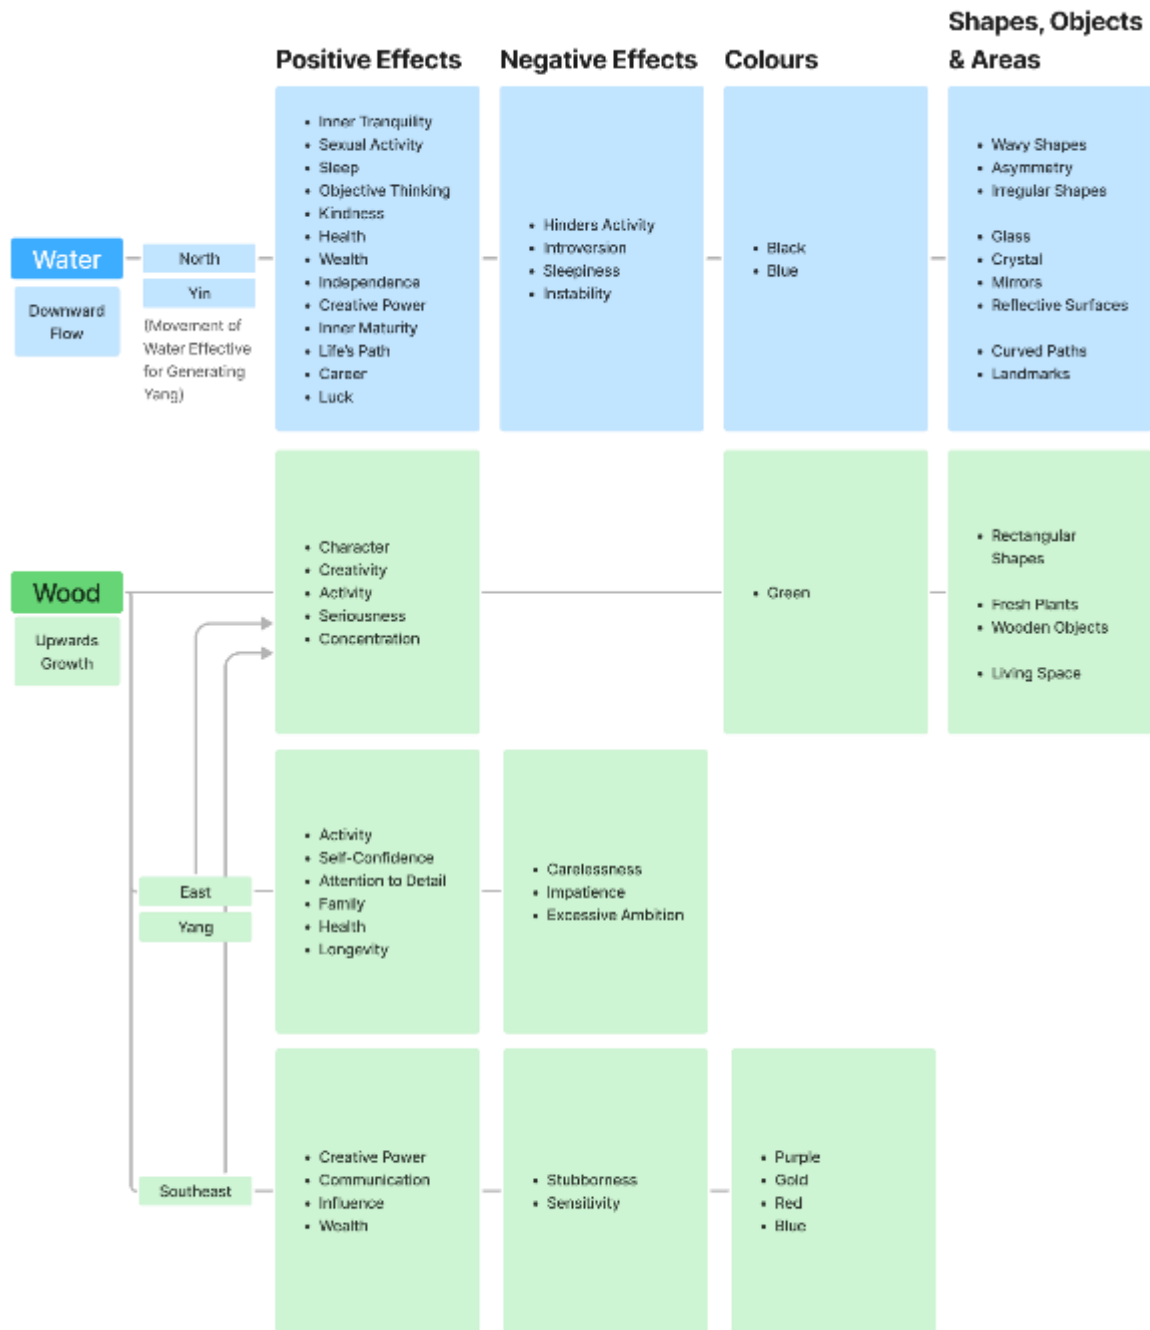 Positive Effects
Negative Effects
Colours
Shapes, Objects
& Areas
Water
Downward
Flow
North
Yin
(Movement of
Water Effective
for Generating
Yang)
• Inner Tranquility
• Sexual Activity
• Sleep
• Objective Thinking
• Kindness
• Health
• Wealth
• Independence
• Creative Power
• Inner Maturity
• Life's Path
• Career
• Luck
• Hinders Activity
• Introversion
• Sleepiness
• Instability
• Black
• Blue
• Wavy Shapes
• Asymmetry
• Irregular Shapes
• Glass
• Crystal
• Mirrors
• Reflective Surfaces
• Curved Paths
• Landmarks
Wood
Upwards
Growth
• Character
• Creativity
• Activity
• Seriousness
• Concentration
• Green
• Rectangular
Shapes
• Fresh Plants
• Wooden Objects
• Living Space
East
Yang
• Activity
• Self-Confidence
• Attention to Detail
• Family
• Health
• Longevity
• Carelessness
• Impatience
• Excessive Ambition
Southeast
• Creative Power
• Communication
• Influence
• Wealth
• Stubborness
• Sensitivity
• Purple
• Gold
• Red
• Blue